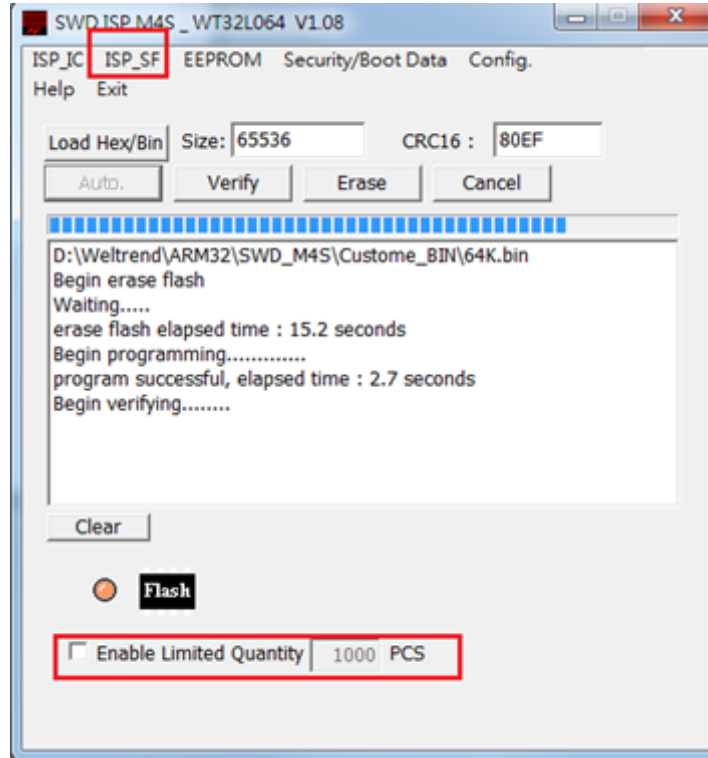 SWD ISP M4S _ WT32L064 V1.08
ISP_IC ISP_SF EEPROM Security/Boot Data Config.
Help Exit
Load Hex/Bin Size: 65536 CRC16 : 80EF
Auto. Verify Erase Cancel
D:\Weltrend\ARM32\SWD_M4S\Custome_BIN\64K.bin
Begin erase flash
Waiting.....
erase flash elapsed time : 15.2 seconds
Begin programming.............
program successful, elapsed time : 2.7 seconds
Begin verifying........
Clear
Flash
Enable Limited Quantity 1000 PCS